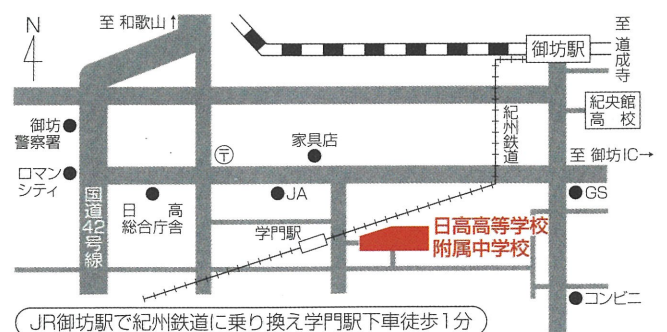 N
至 和歌山↑
御坊駅
至 道成寺
紀央館
高 校
御坊
警察署
〒
家具店
紀州鉄道
至 御坊IC→
ロマン
シティ
国道42号線
日 高
総合庁舎
JA
GS
学門駅
日高高等学校
附属中学校
コンビニ
JR御坊駅で紀州鉄道に乗り換え学門駅下車徒歩1分